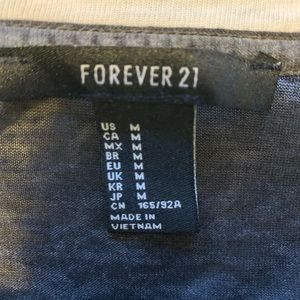 FOREVER 21
US M
CA M
MX M
BR M
EU M
UK M
KR M
JP M
CN 165/92A
MADE IN
VIETNAM